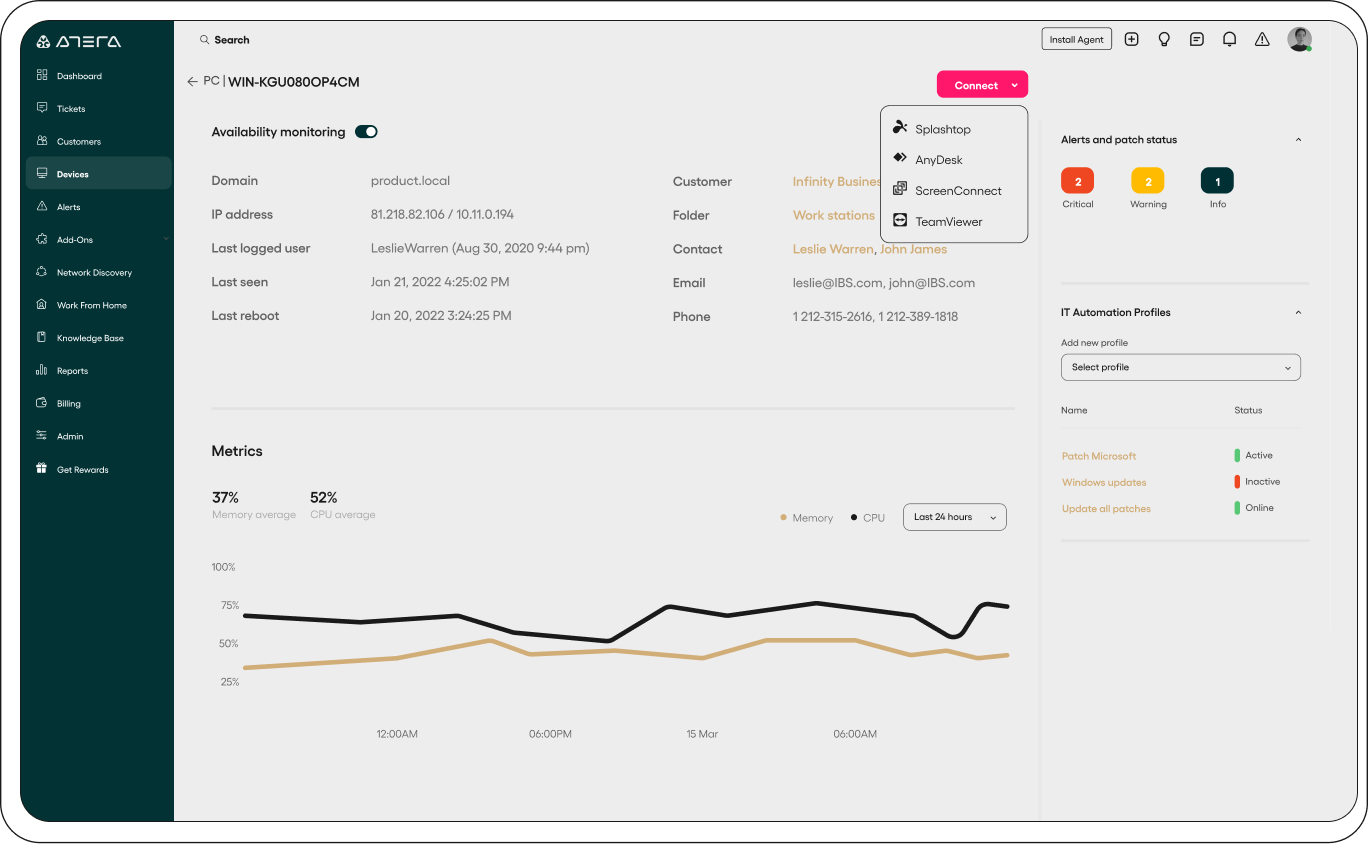 ATERA
Dashboard
Tickets
Customers
Devices
Alerts
Add-Ons
Network Discovery
Work From Home
Knowledge Base
Reports
Billing
Admin
Get Rewards
Search
Install Agent
PC | WIN-KGU080OP4CM
Connect
Splashtop
AnyDesk
ScreenConnect
TeamViewer
Availability monitoring
Domain product.local
IP address 81.218.82.106 / 10.11.0.194
Last logged user LeslieWarren (Aug 30, 2020 9:44 pm)
Last seen Jan 21, 2022 4:25:02 PM
Last reboot Jan 20, 2022 3:24:25 PM
Customer Infinity Busines
Folder Work stations
Contact Leslie Warren, John James
Email leslie@IBS.com, john@IBS.com
Phone 1 212-315-2616, 1 212-389-1818
Metrics
37% 52%
Memory average CPU average
Memory CPU Last 24 hours
100%
75%
50%
25%
12:00AM 06:00PM 15 Mar 06:00AM
Alerts and patch status
2 2 1
Critical Warning Info
IT Automation Profiles
Add new profile
Select profile
Name Status
Patch Microsoft Active
Windows updates Inactive
Update all patches Online